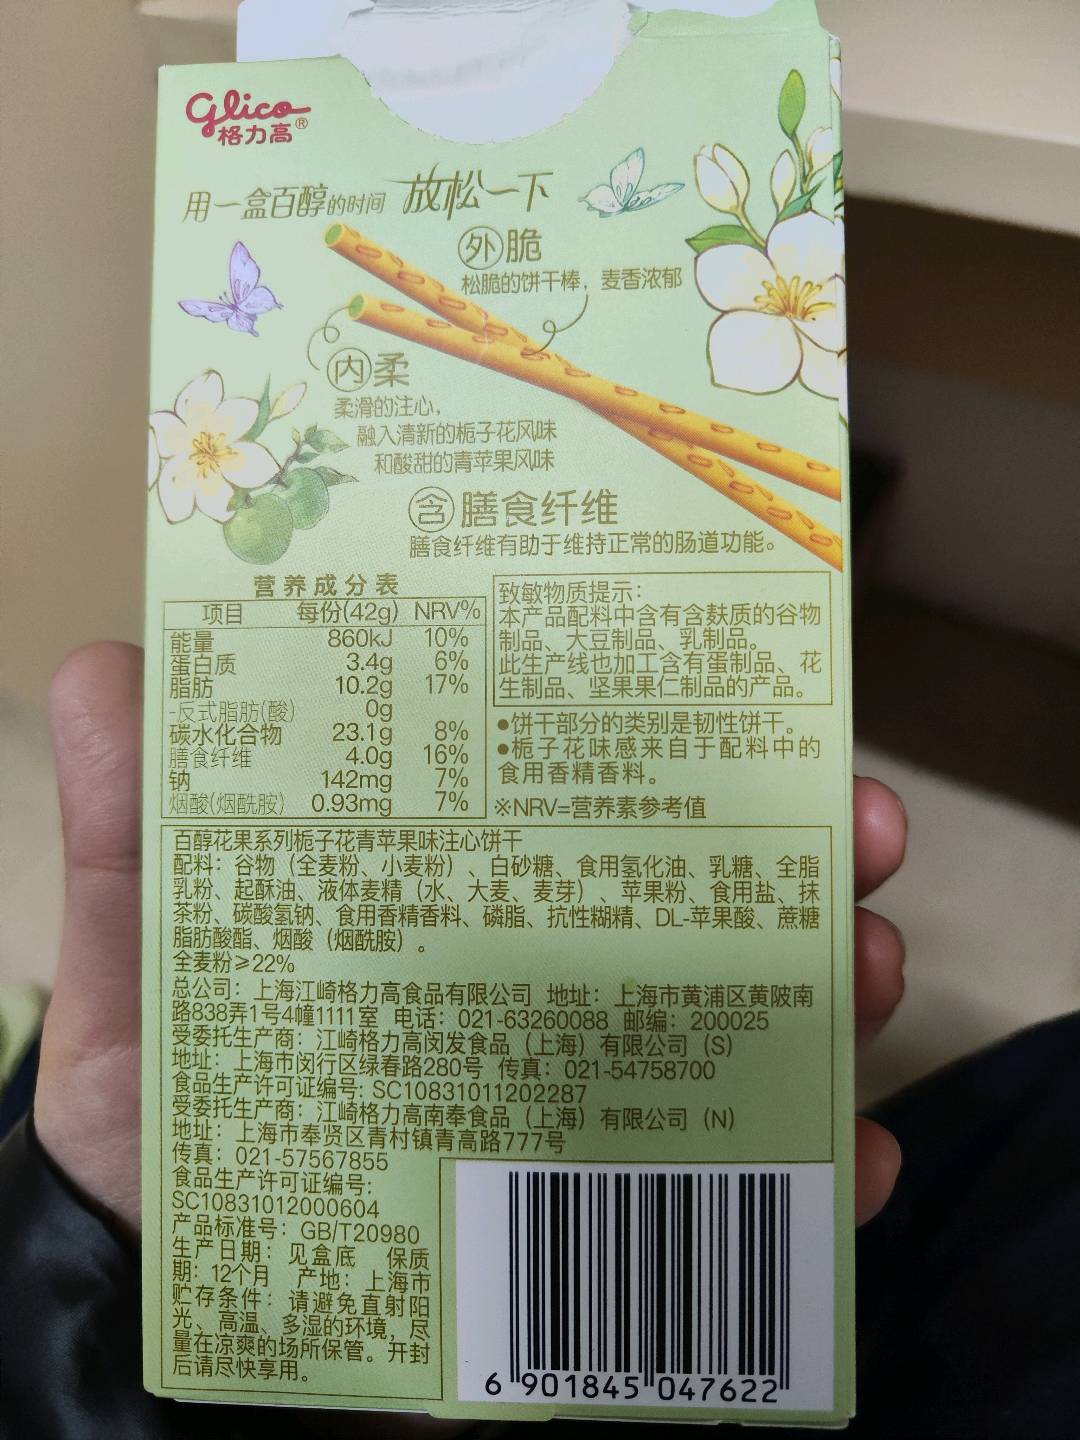 Glico
格力高®
用一盒百醇的时间 放松一下
外脆
松脆的饼干棒，麦香浓郁
内柔
柔滑的注心，
融入清新的栀子花风味
和酸甜的青苹果风味
含膳食纤维
膳食纤维有助于维持正常的肠道功能。
营养成分表
项目 每份(42g) NRV%
能量 860kJ 10%
蛋白质 3.4g 6%
脂肪 10.2g 17%
-反式脂肪(酸) 0g
碳水化合物 23.1g 8%
膳食纤维 4.0g 16%
钠 142mg 7%
烟酸(烟酰胺) 0.93mg 7%
致敏物质提示：
本产品配料中含有含麸质的谷物
制品、大豆制品、乳制品。
此生产线也加工含有蛋制品、花
生制品、坚果果仁制品的产品。
●饼干部分的类别是韧性饼干。
●栀子花味感来自于配料中的
食用香精香料。
※NRV=营养素参考值
百醇花果系列栀子花青苹果味注心饼干
配料：谷物（全麦粉、小麦粉）、白砂糖、食用氢化油、乳糖、全脂
乳粉、起酥油、液体麦精（水、大麦、麦芽）、苹果粉、食用盐、抹
茶粉、碳酸氢钠、食用香精香料、磷脂、抗性糊精、DL-苹果酸、蔗糖
脂肪酸酯、烟酸（烟酰胺）。
全麦粉≥22%
总公司：上海江崎格力高食品有限公司 地址：上海市黄浦区黄陂南
路838弄1号4幢1111室 电话：021-63260088 邮编：200025
受委托生产商：江崎格力高闵发食品（上海）有限公司（S）
地址：上海市闵行区绿春路280号 传真：021-54758700
食品生产许可证编号：SC10831011202287
受委托生产商：江崎格力高南奉食品（上海）有限公司（N）
地址：上海市奉贤区青村镇青高路777号
传真：021-57567855
食品生产许可证编号：
SC10831012000604
产品标准号：GB/T20980
生产日期：见盒底 保质
期：12个月 产地：上海市
贮存条件：请避免直射阳
光、高温、多湿的环境，尽
量在凉爽的场所保管。开封
后请尽快享用。
6 901845 047622